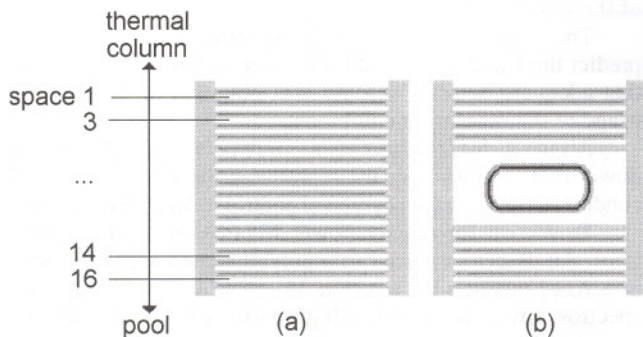 thermal
column
space 1
3
...
14
16
pool
(a)
(b)